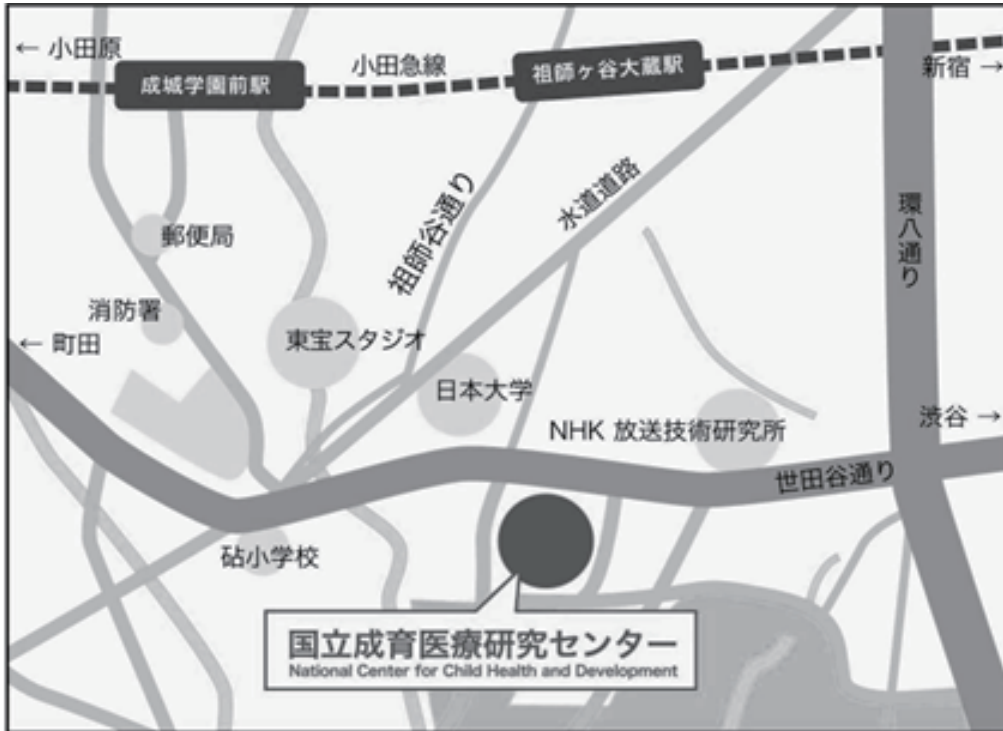 ← 小田原
小田急線
成城学園前駅
祖師ヶ谷大蔵駅
新宿 →
水道道路
祖師谷通り
環八通り
郵便局
消防署
← 町田
東宝スタジオ
日本大学
NHK 放送技術研究所
渋谷 →
世田谷通り
砧小学校
国立成育医療研究センター
National Center for Child Health and Development